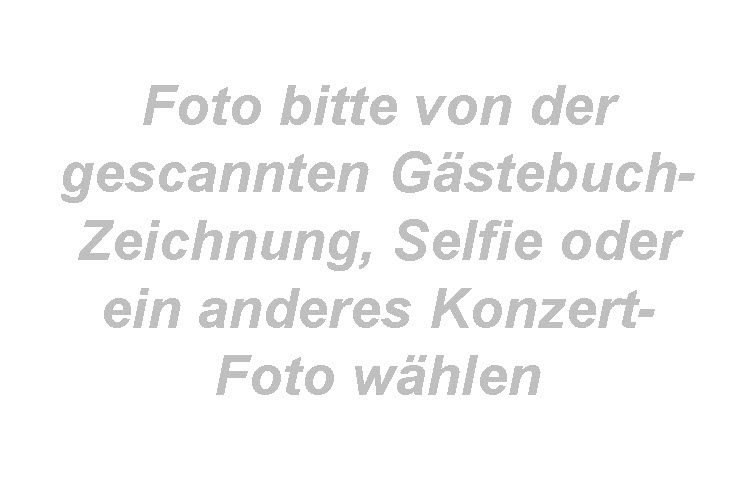 Foto bitte von der
gescannten Gästebuch-
Zeichnung, Selfie oder
ein anderes Konzert-
Foto wählen